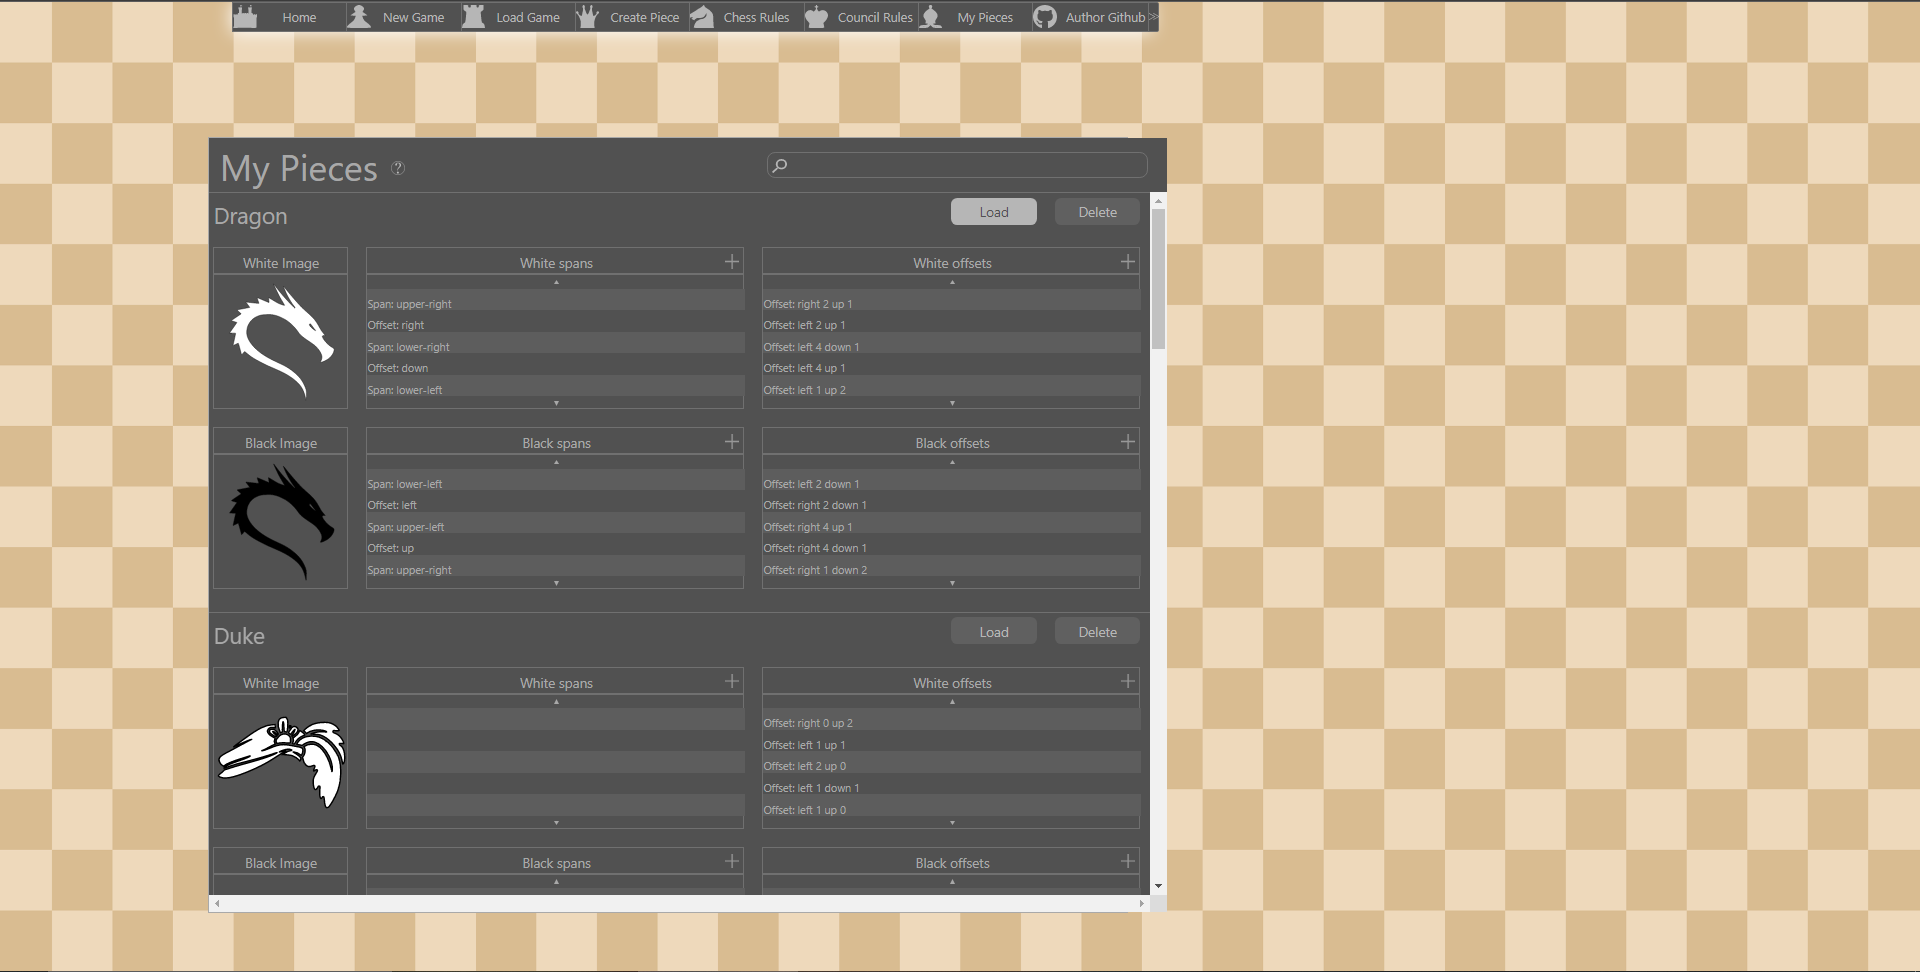 Home New Game Load Game Create Piece Chess Rules Council Rules My Pieces Author Github
My Pieces ?
Dragon Load Delete
White Image White spans + White offsets +
Span: upper-right Offset: right 2 up 1
Offset: right Offset: left 2 up 1
Span: lower-right Offset: left 4 down 1
Offset: down Offset: left 4 up 1
Span: lower-left Offset: left 1 up 2
Black Image Black spans + Black offsets +
Span: lower-left Offset: left 2 down 1
Offset: left Offset: right 2 down 1
Span: upper-left Offset: right 4 up 1
Offset: up Offset: right 4 down 1
Span: upper-right Offset: right 1 down 2
Duke Load Delete
White Image White spans + White offsets +
Offset: right 0 up 2
Offset: left 1 up 1
Offset: left 2 up 0
Offset: left 1 down 1
Offset: left 1 up 0
Black Image Black spans + Black offsets +